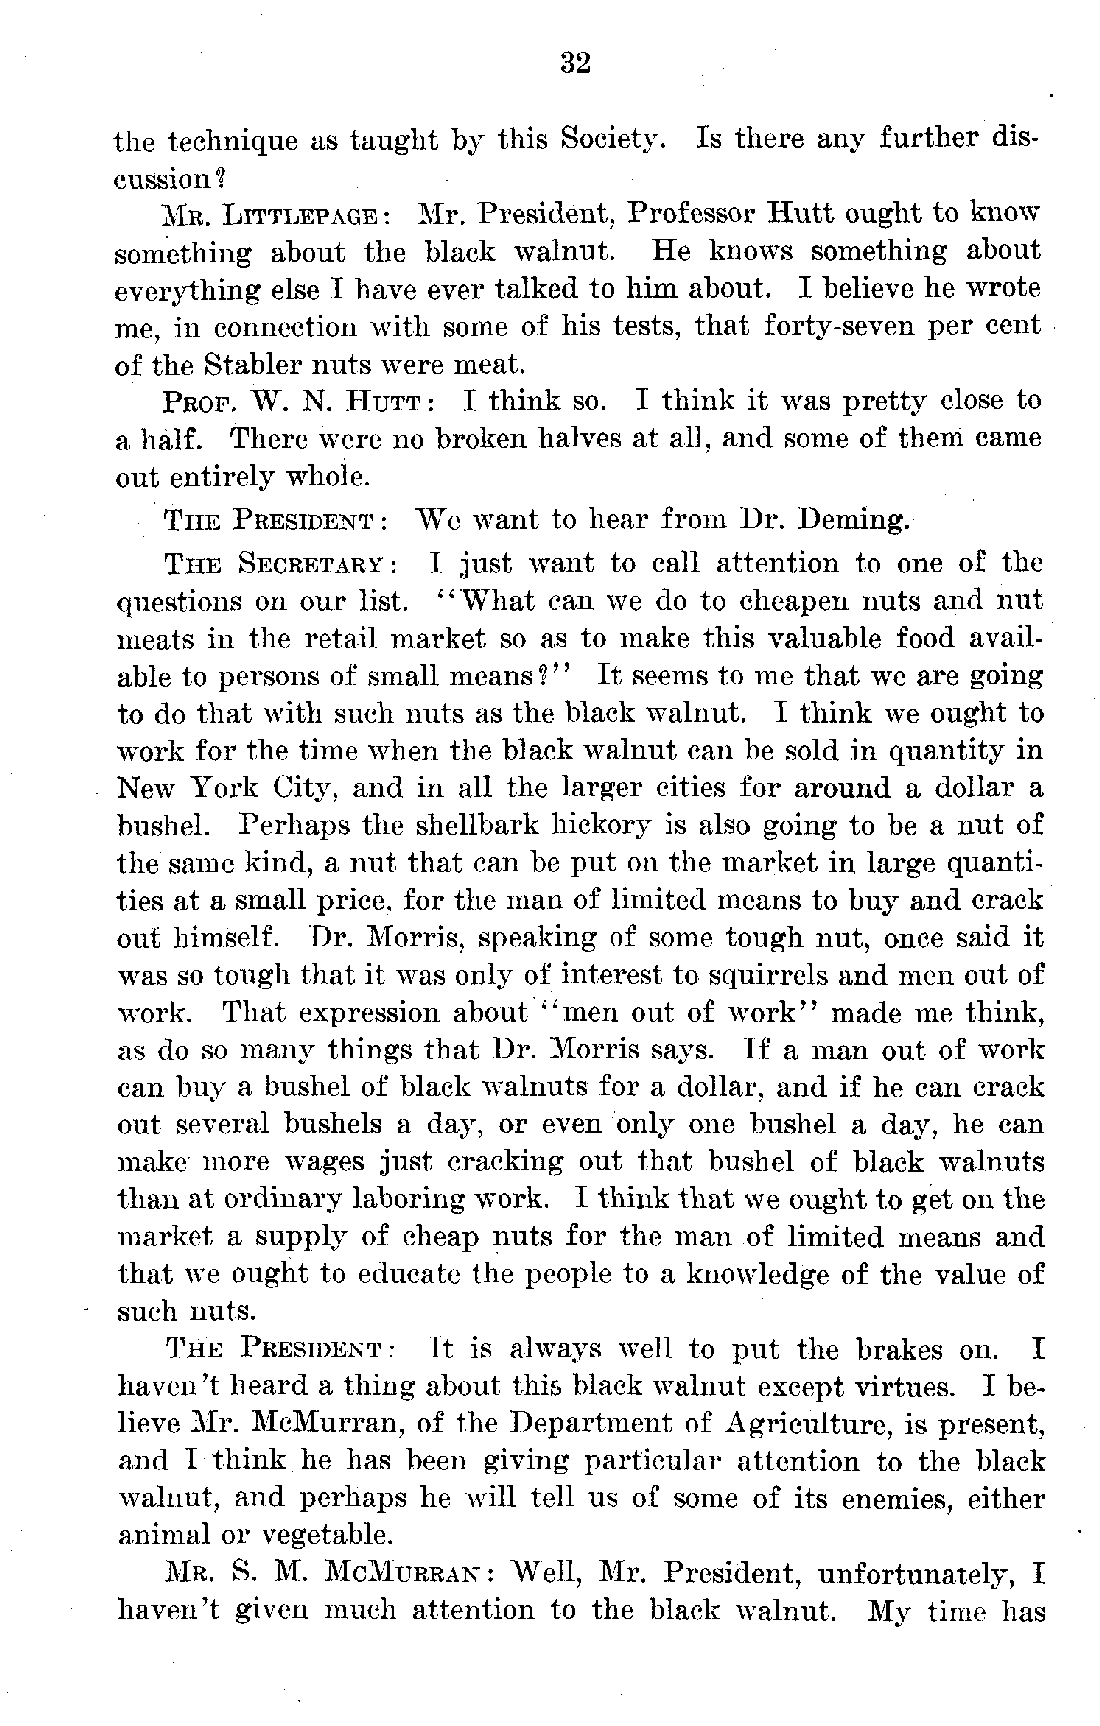 32
the technique as taught by this Society. Is there any further dis-
cussion?
MR. LITTLEPAGE: Mr. President, Professor Hutt ought to know
something about the black walnut. He knows something about
everything else I have ever talked to him about. I believe he wrote
me, in connection with some of his tests, that forty-seven per cent
of the Stabler nuts were meat.
PROF. W. N. HUTT: I think so. I think it was pretty close to
a half. There were no broken halves at all, and some of them came
out entirely whole.
THE PRESIDENT: We want to hear from Dr. Deming.
THE SECRETARY: I just want to call attention to one of the
questions on our list. "What can we do to cheapen nuts and nut
meats in the retail market so as to make this valuable food avail-
able to persons of small means?" It seems to me that we are going
to do that with such nuts as the black walnut. I think we ought to
work for the time when the black walnut can be sold in quantity in
New York City, and in all the larger cities for around a dollar a
bushel. Perhaps the shellbark hickory is also going to be a nut of
the same kind, a nut that can be put on the market in large quanti-
ties at a small price, for the man of limited means to buy and crack
out himself. Dr. Morris, speaking of some tough nut, once said it
was so tough that it was only of interest to squirrels and men out of
work. That expression about "men out of work" made me think,
as do so many things that Dr. Morris says. If a man out of work
can buy a bushel of black walnuts for a dollar, and if he can crack
out several bushels a day, or even only one bushel a day, he can
make more wages just cracking out that bushel of black walnuts
than at ordinary laboring work. I think that we ought to get on the
market a supply of cheap nuts for the man of limited means and
that we ought to educate the people to a knowledge of the value of
such nuts.
THE PRESIDENT: It is always well to put the brakes on. I
haven't heard a thing about this black walnut except virtues. I be-
lieve Mr. McMurran, of the Department of Agriculture, is present,
and I think he has been giving particular attention to the black
walnut, and perhaps he will tell us of some of its enemies, either
animal or vegetable.
MR. S. M. MCMURRAN: Well, Mr. President, unfortunately, I
haven't given much attention to the black walnut. My time has